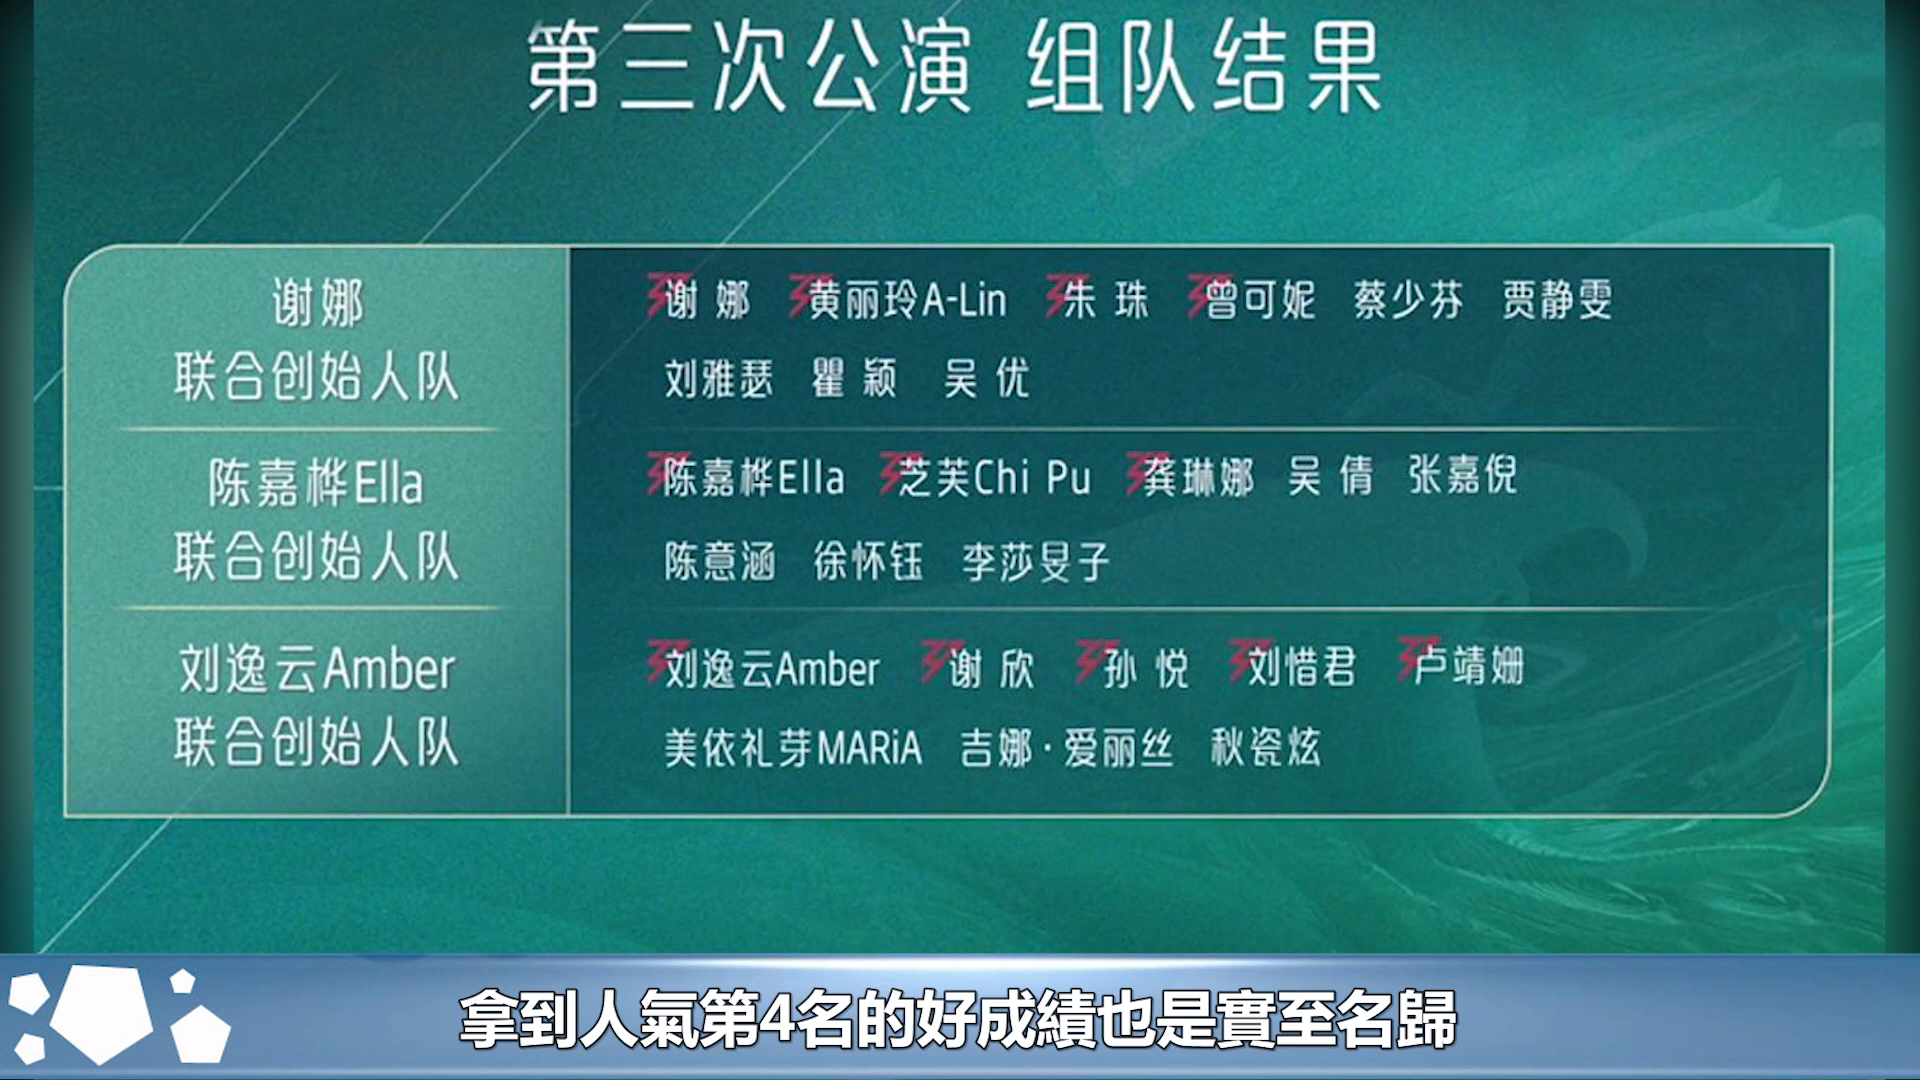 第三次公演 组队结果
谢娜
联合创始人队
谢 娜 黄丽玲A-Lin 朱 珠 曾可妮 蔡少芬 贾静雯
刘雅瑟 瞿 颖 吴 优
陈嘉桦Ella
联合创始人队
陈嘉桦Ella 芝芙Chi Pu 龚琳娜 吴 倩 张嘉倪
陈意涵 徐怀钰 李莎旻子
刘逸云Amber
联合创始人队
刘逸云Amber 谢 欣 孙 悦 刘惜君 卢靖姗
美依礼芽MARiA 吉娜·爱丽丝 秋瓷炫
拿到人氣第4名的好成績也是實至名歸